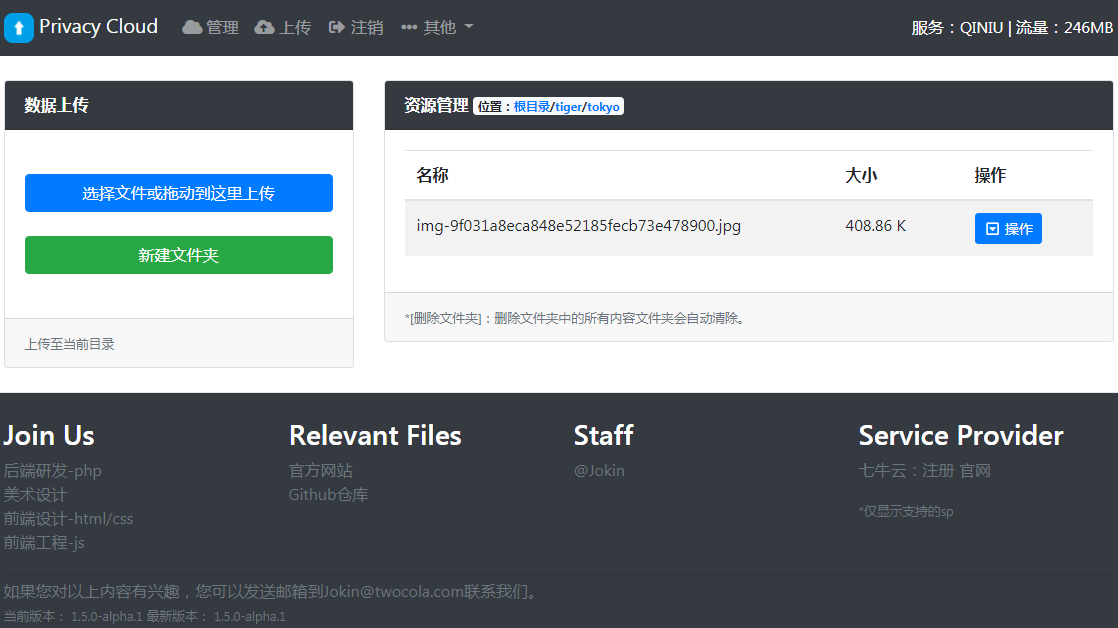 Privacy Cloud 管理 上传 注销 其他 服务：QINIU | 流量：246MB
数据上传
选择文件或拖动到这里上传
新建文件夹
上传至当前目录
资源管理 位置：根目录/tiger/tokyo
名称 大小 操作
img-9f031a8eca848e52185fecb73e478900.jpg 408.86 K 操作
*[删除文件夹]：删除文件夹中的所有内容文件夹会自动清除。
Join Us
后端研发-php
美术设计
前端设计-html/css
前端工程-js
Relevant Files
官方网站
Github仓库
Staff
@Jokin
Service Provider
七牛云：注册 官网
*仅显示支持的sp
如果您对以上内容有兴趣，您可以发送邮箱到Jokin@twocola.com联系我们。
当前版本： 1.5.0-alpha.1 最新版本： 1.5.0-alpha.1